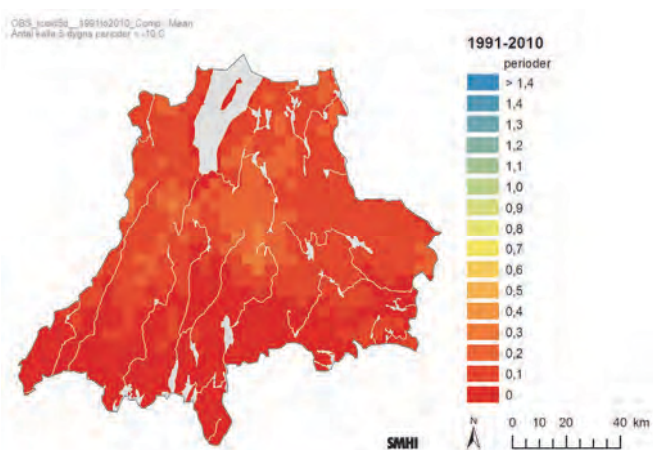 OBS_Icold5d__1991to2010_Comp: Mean
Antal kalla 5 dygns perioder < -10 C
1991-2010
perioder
> 1,4
1,4
1,3
1,2
1,1
1,0
0,9
0,8
0,7
0,6
0,5
0,4
0,3
0,2
0,1
0
SMHI
N
0 10 20 40 km